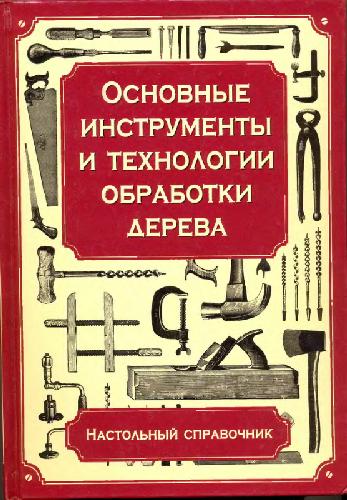 ОСНОВНЫЕ
ИНСТРУМЕНТЫ
И ТЕХНОЛОГИИ
ОБРАБОТКИ
ДЕРЕВА
НАСТОЛЬНЫЙ СПРАВОЧНИК